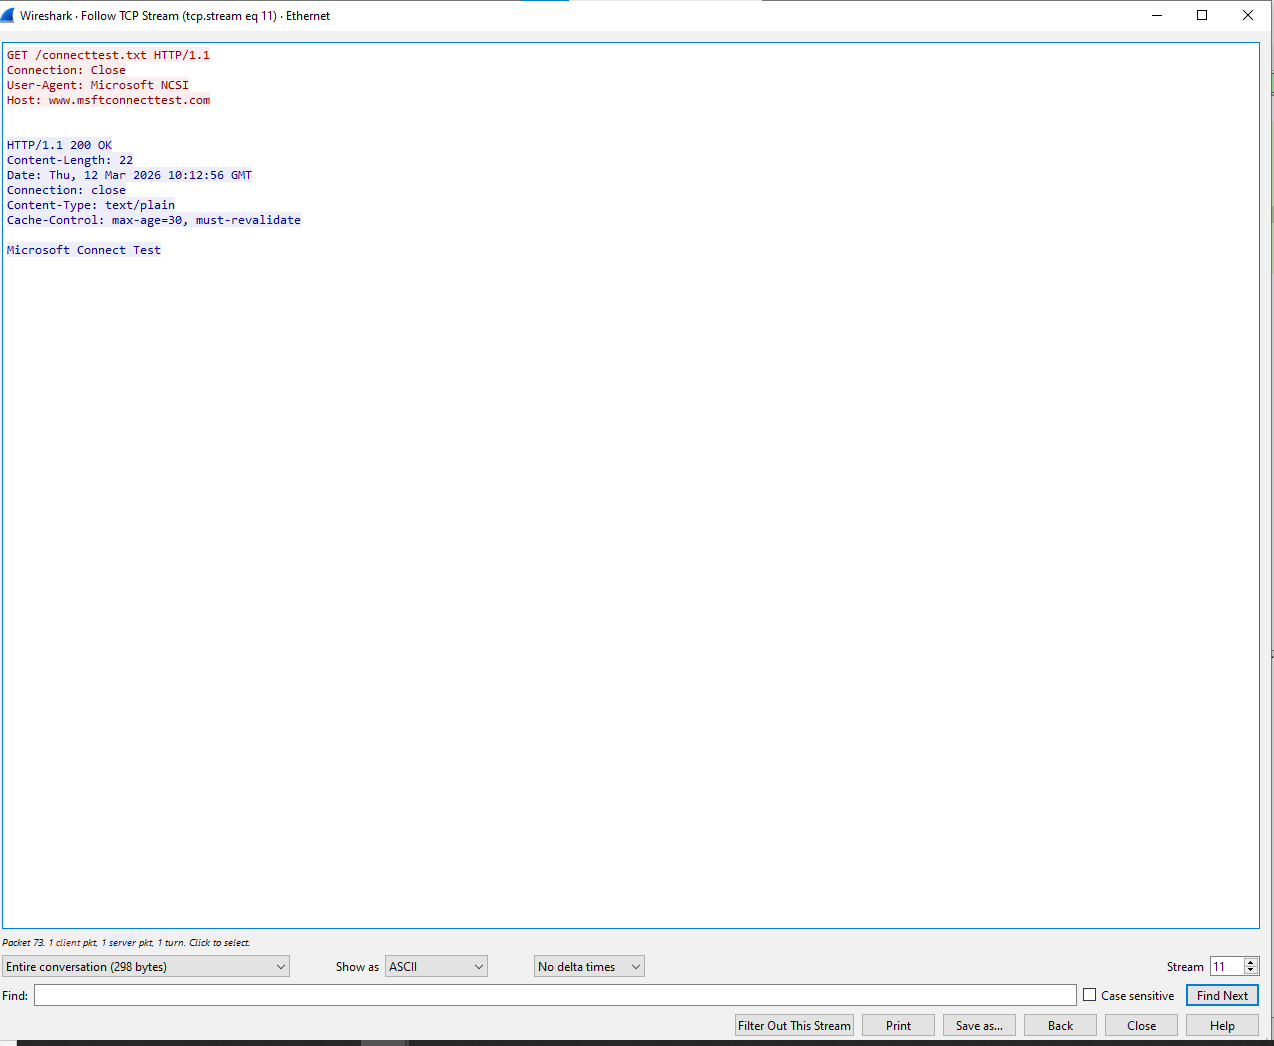 Wireshark · Follow TCP Stream (tcp.stream eq 11) · Ethernet
GET /connecttest.txt HTTP/1.1
Connection: Close
User-Agent: Microsoft NCSI
Host: www.msftconnecttest.com
HTTP/1.1 200 OK
Content-Length: 22
Date: Thu, 12 Mar 2026 10:12:56 GMT
Connection: close
Content-Type: text/plain
Cache-Control: max-age=30, must-revalidate
Microsoft Connect Test
Packet 73. 1 client pkt, 1 server pkt, 1 turn. Click to select.
Entire conversation (298 bytes) Show as ASCII No delta times Stream 11
Find: Case sensitive Find Next
Filter Out This Stream Print Save as... Back Close Help